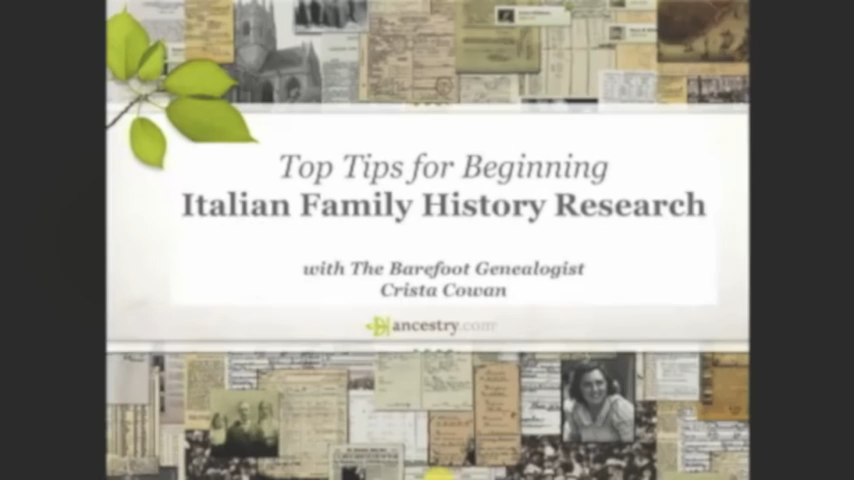 Top Tips for Beginning
Italian Family History Research
with The Barefoot Genealogist
Crista Cowan
ancestry.com